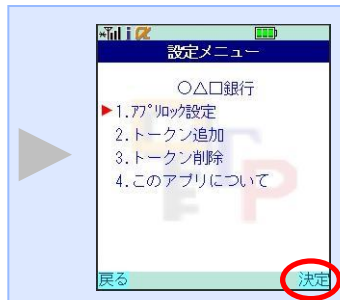 設定メニュー
○△□銀行
1.ｱﾌﾟﾘﾛｯｸ設定
2.トークン追加
3.トークン削除
4.このアプリについて
戻る 決定